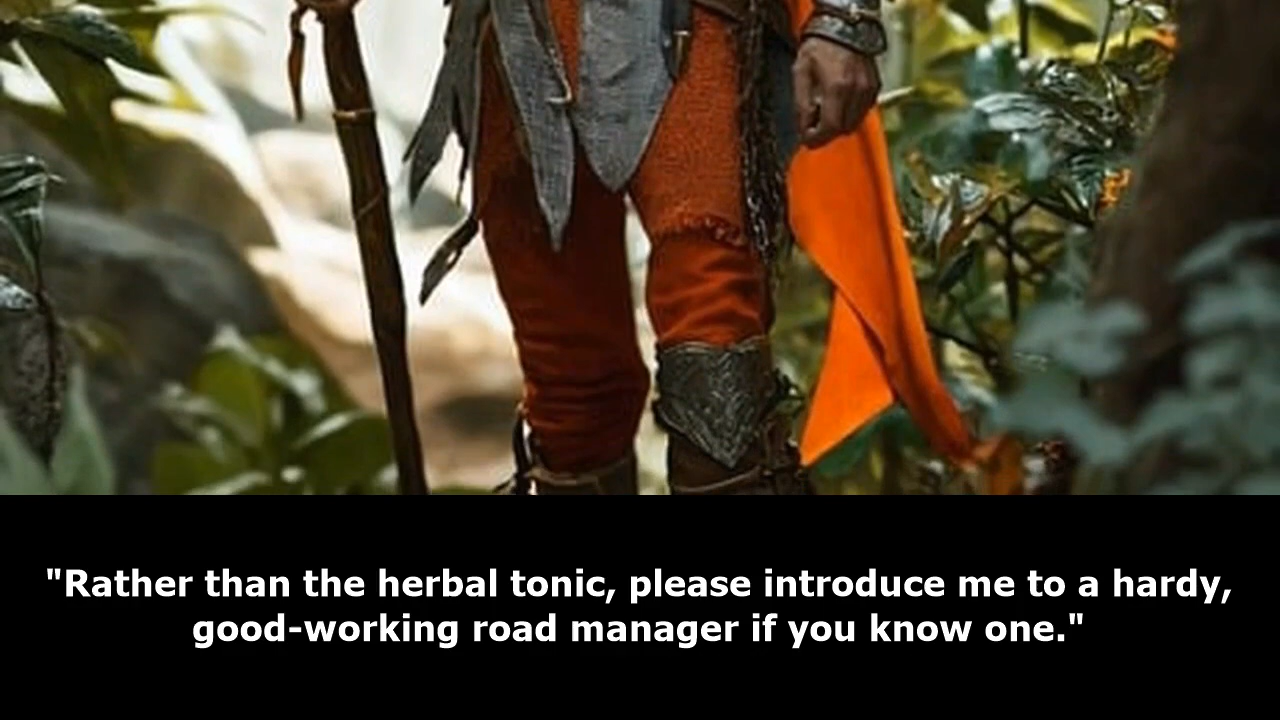 "Rather than the herbal tonic, please introduce me to a hardy,
good-working road manager if you know one."